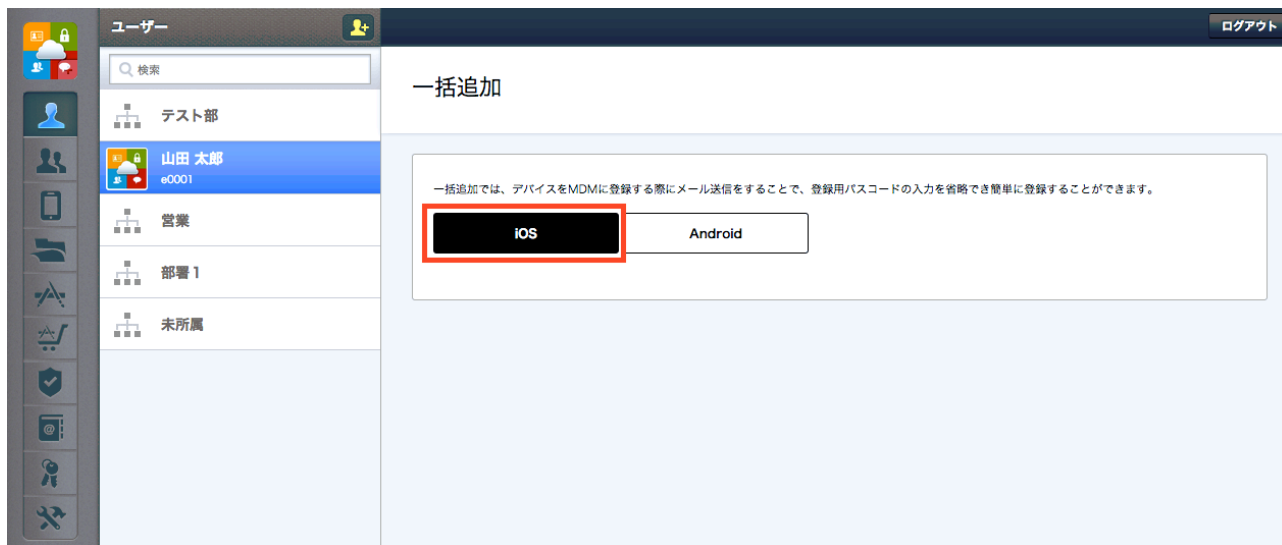 ユーザー
ログアウト
検索
一括追加
テスト部
山田 太郎
e0001
一括追加では、デバイスをMDMに登録する際にメール送信をすることで、登録用パスコードの入力を省略でき簡単に登録することができます。
iOS
Android
営業
部署1
未所属